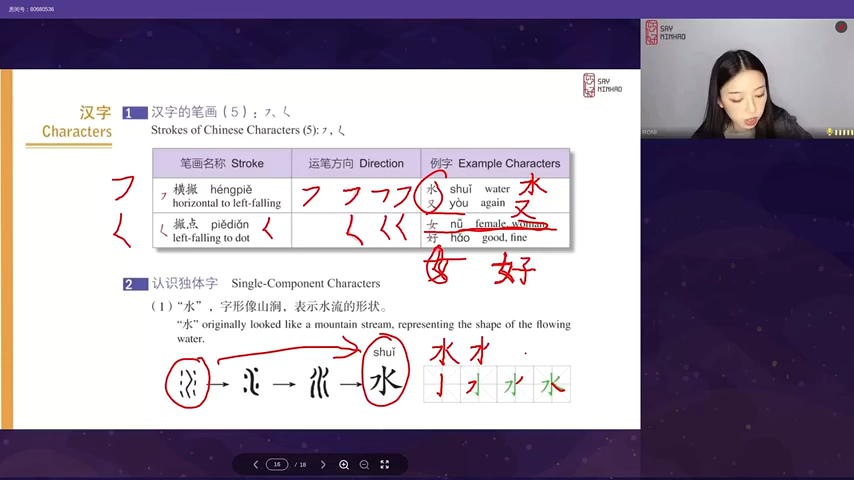 房间号：80680536
SAY NINHAO
SAY NINHAO
汉字 Characters
1 汉字的笔画（5）：㇇、𡿨
Strokes of Chinese Characters (5): ㇇, 𡿨
笔画名称 Stroke 运笔方向 Direction 例字 Example Characters
㇇ 横撇 héngpiě horizontal to left-falling
水 shuǐ water 水
又 yòu again 又
𡿨 撇点 piědiǎn left-falling to dot
女 nǚ female, woman
好 hǎo good, fine
女 好
2 认识独体字 Single-Component Characters
（1）“水”，字形像山涧，表示水流的形状。
“水” originally looked like a mountain stream, representing the shape of the flowing
water.
shuǐ
水 水
水
16 / 18